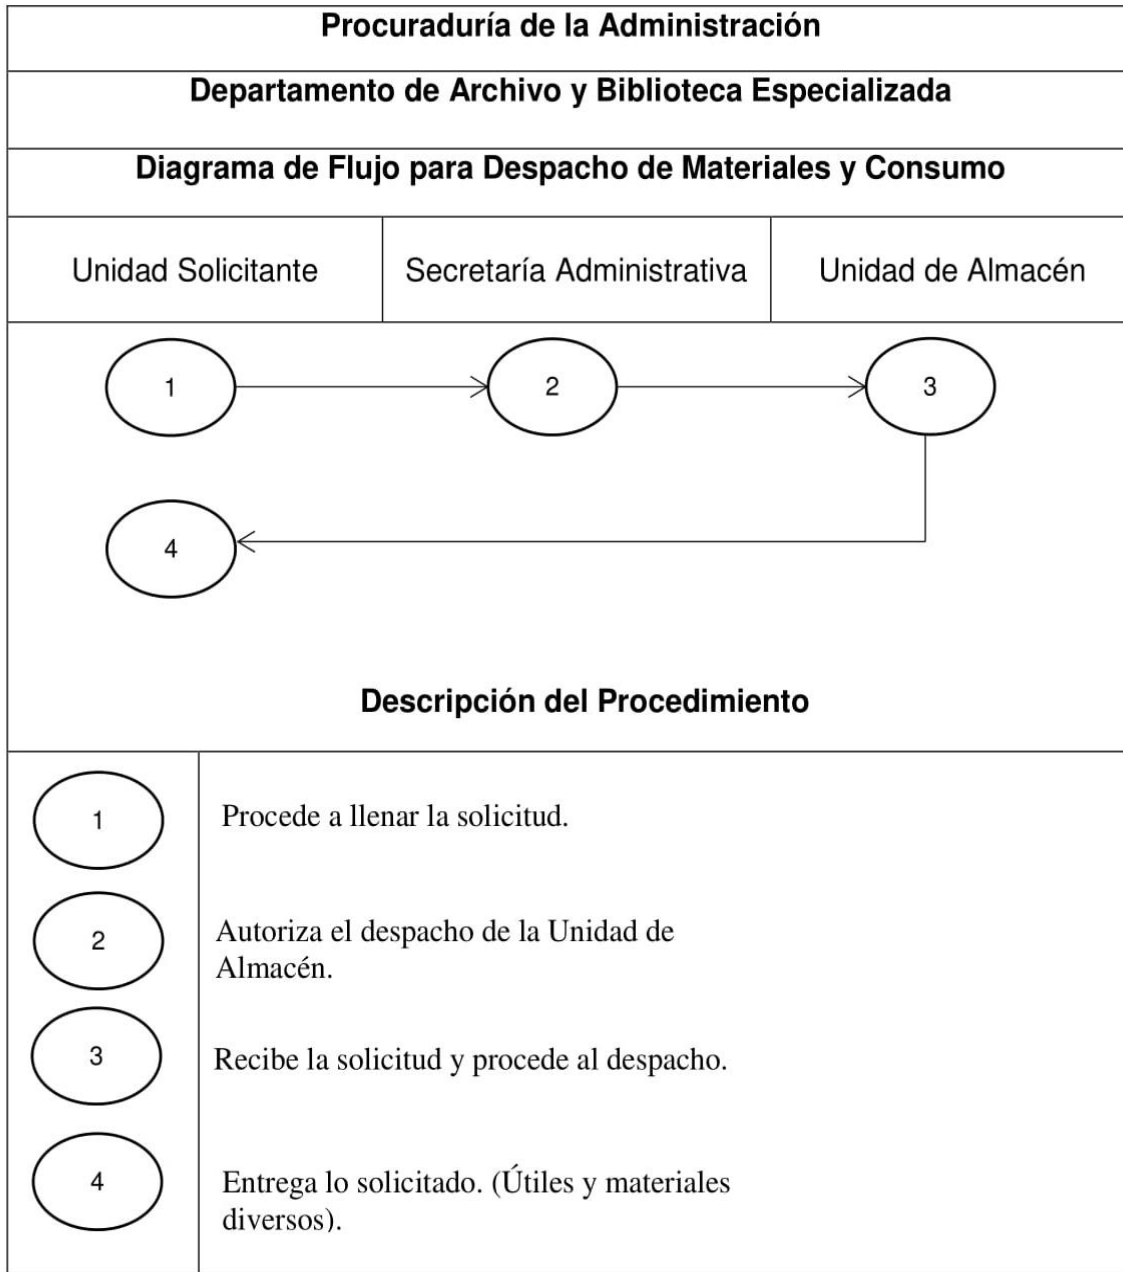 Procuraduría de la Administración
Departamento de Archivo y Biblioteca Especializada
Diagrama de Flujo para Despacho de Materiales y Consumo
Unidad Solicitante
Secretaría Administrativa
Unidad de Almacén
1
2
3
4
Descripción del Procedimiento
1
Procede a llenar la solicitud.
2
Autoriza el despacho de la Unidad de
Almacén.
3
Recibe la solicitud y procede al despacho.
4
Entrega lo solicitado. (Útiles y materiales
diversos).